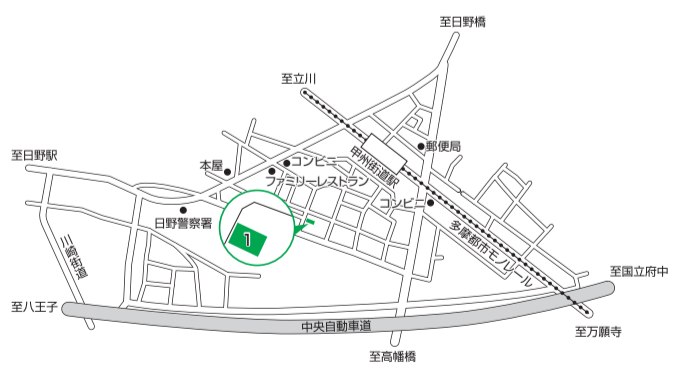 至日野橋
至立川
郵便局
甲州街道駅
至日野駅
本屋
コンビニ
ファミリーレストラン
コンビニ
日野警察署
1
多摩都市モノレール
川崎街道
至国立府中
至八王子
中央自動車道
至万願寺
至高幡橋